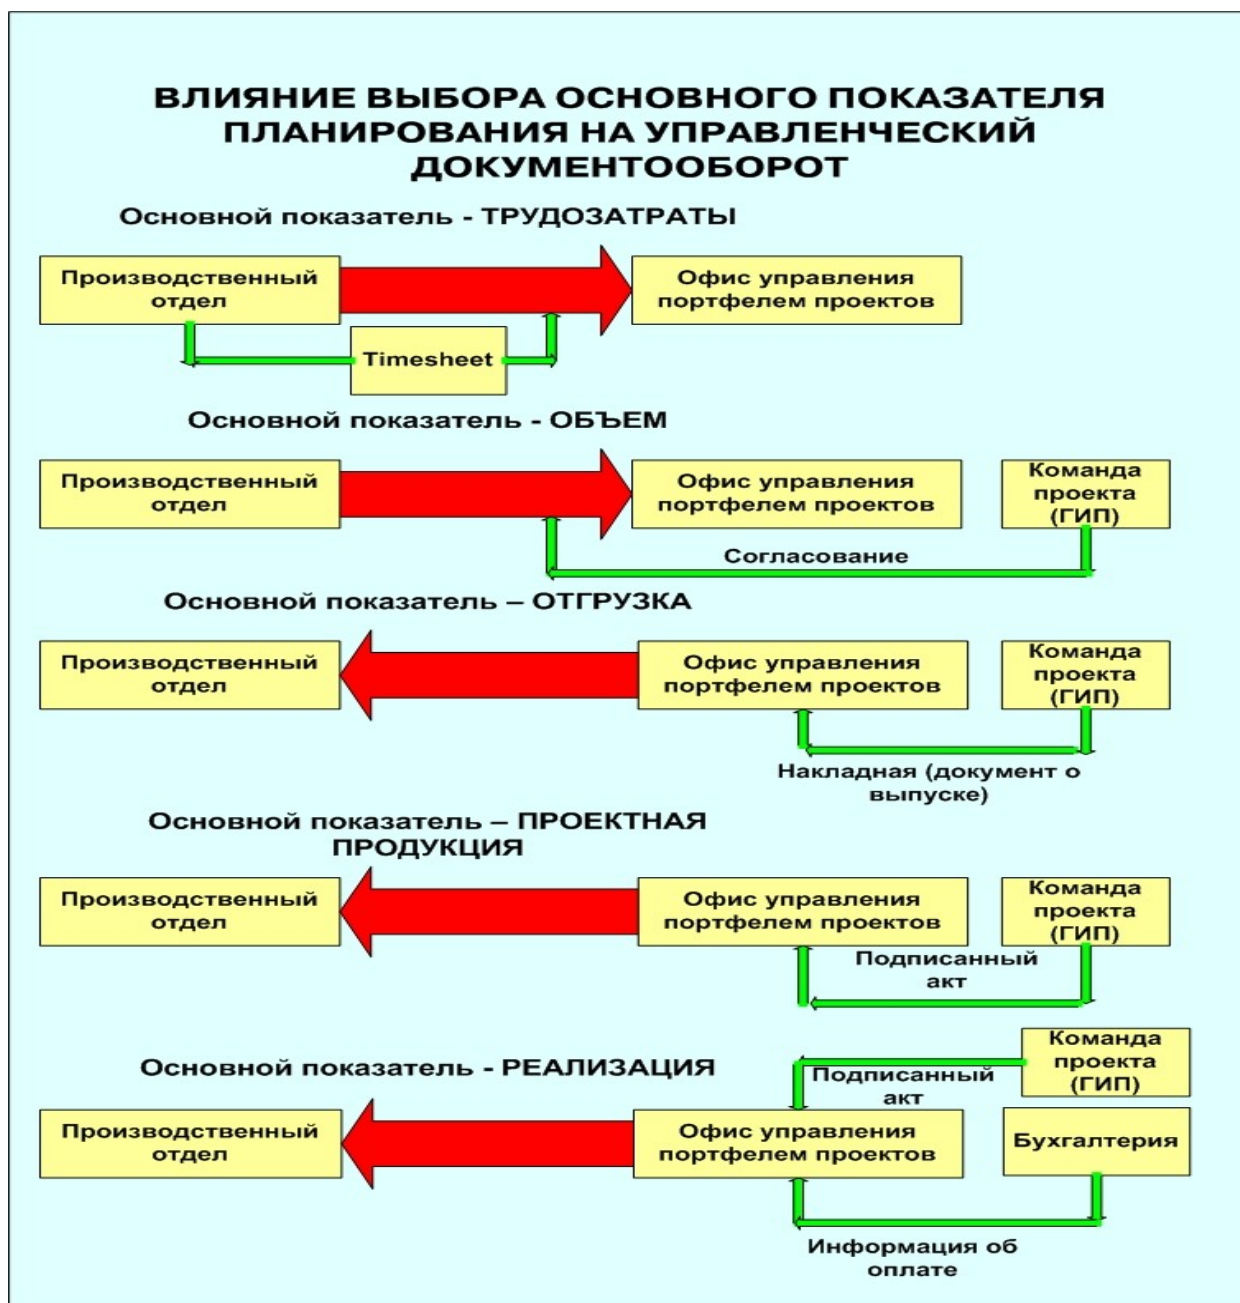 ВЛИЯНИЕ ВЫБОРА ОСНОВНОГО ПОКАЗАТЕЛЯ
ПЛАНИРОВАНИЯ НА УПРАВЛЕНЧЕСКИЙ
ДОКУМЕНТООБОРОТ
Основной показатель - ТРУДОЗАТРАТЫ
Производственный
отдел
Офис управления
портфелем проектов
Timesheet
Основной показатель - ОБЪЕМ
Производственный
отдел
Офис управления
портфелем проектов
Команда
проекта
(ГИП)
Согласование
Основной показатель – ОТГРУЗКА
Производственный
отдел
Офис управления
портфелем проектов
Команда
проекта
(ГИП)
Накладная (документ о
выпуске)
Основной показатель – ПРОЕКТНАЯ
ПРОДУКЦИЯ
Производственный
отдел
Офис управления
портфелем проектов
Команда
проекта
(ГИП)
Подписанный
акт
Основной показатель - РЕАЛИЗАЦИЯ
Команда
проекта
(ГИП)
Подписанный
акт
Производственный
отдел
Офис управления
портфелем проектов
Бухгалтерия
Информация об
оплате